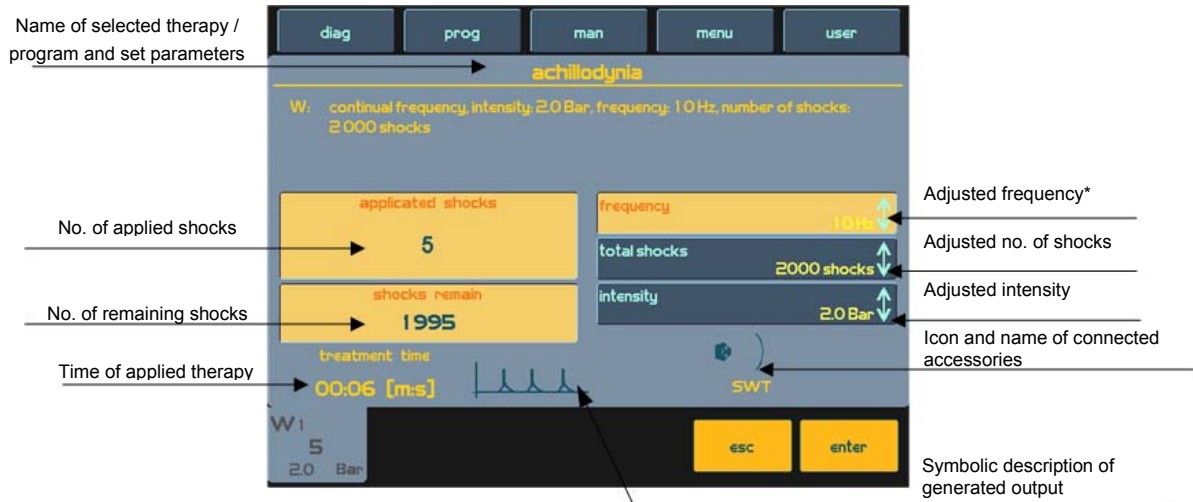 Name of selected therapy /
program and set parameters
diag
prog
man
menu
user
achillodynia
W: continual frequency, intensity: 2.0 Bar, frequency: 10 Hz, number of shocks:
2 000 shocks
applicated shocks
5
No. of applied shocks
shocks remain
1995
No. of remaining shocks
treatment time
00:06 [m:s]
Time of applied therapy
frequency
10 Hz
Adjusted frequency*
total shocks
2000 shocks
Adjusted no. of shocks
intensity
2.0 Bar
Adjusted intensity
SWT
Icon and name of connected
accessories
W 1
5
2.0 Bar
esc
enter
Symbolic description of
generated output